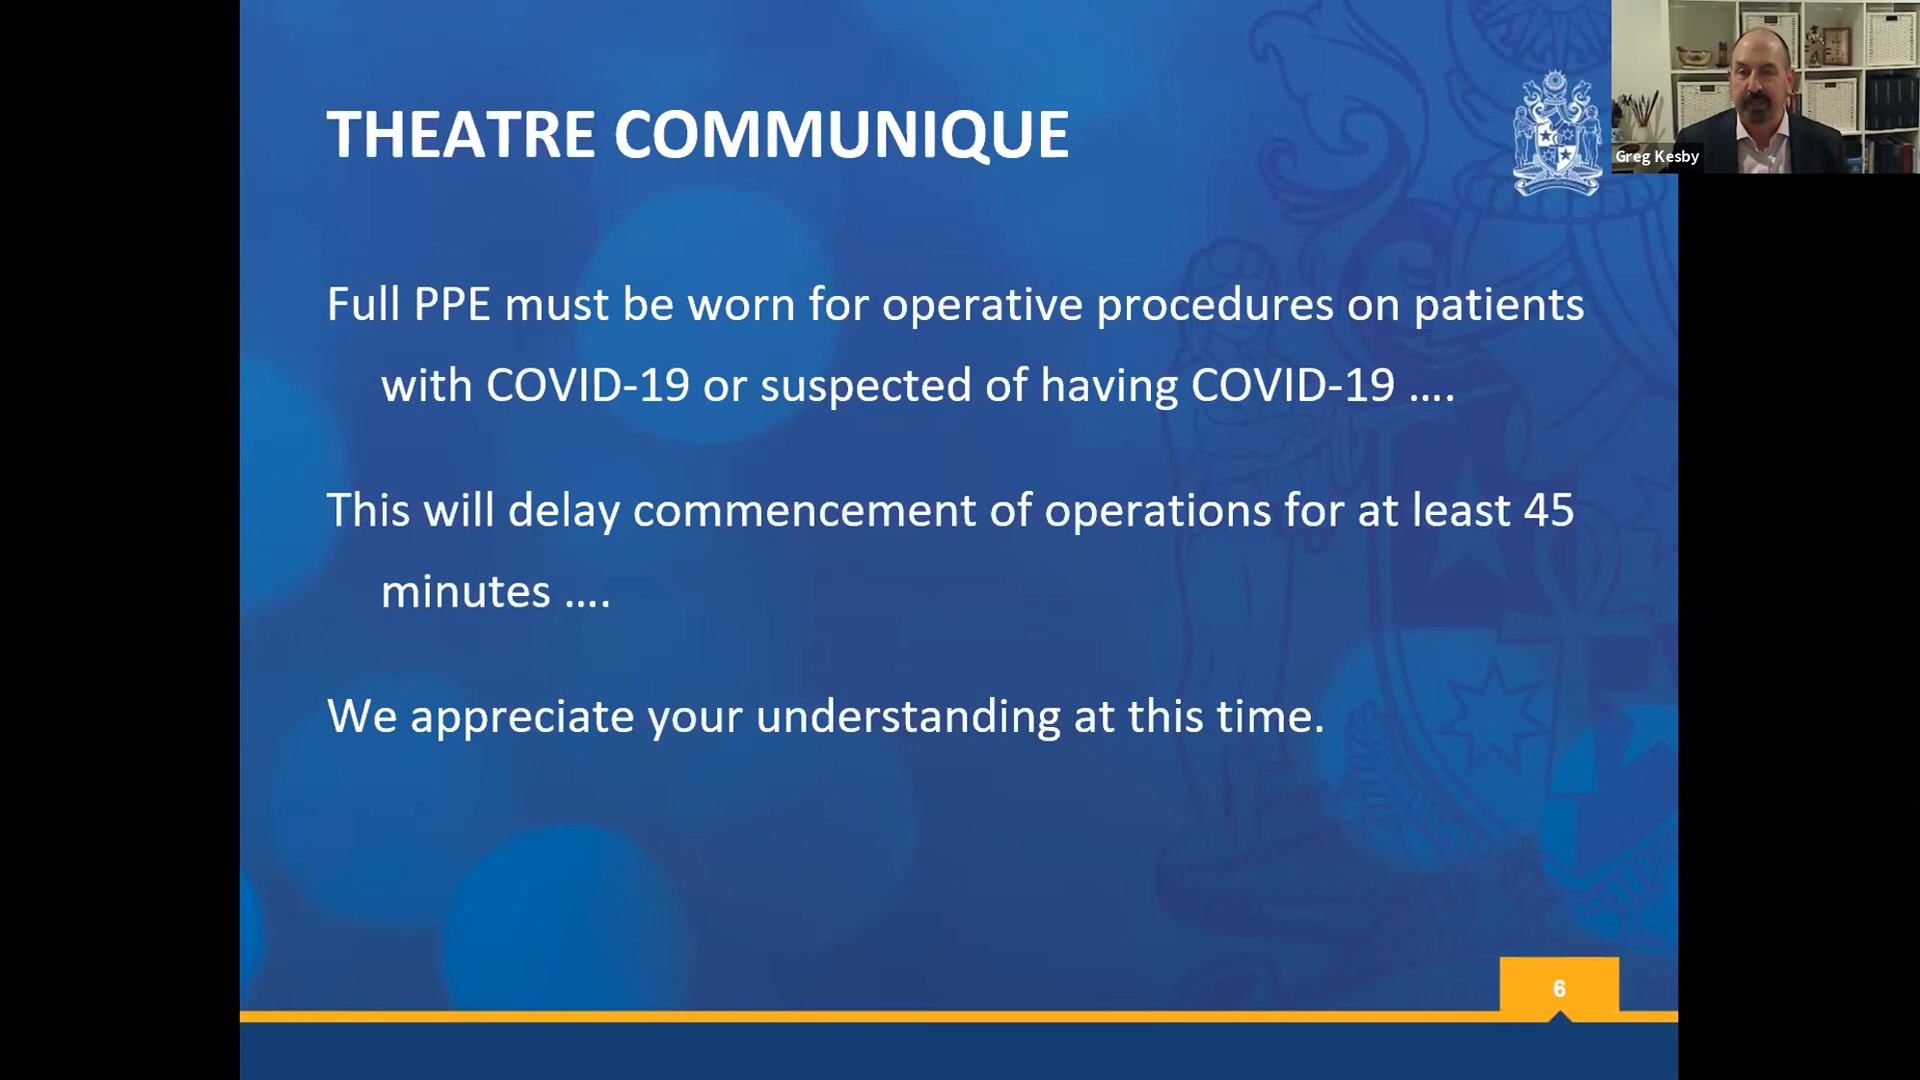 THEATRE COMMUNIQUE
Greg Kesby
Full PPE must be worn for operative procedures on patients
with COVID-19 or suspected of having COVID-19 ....
This will delay commencement of operations for at least 45
minutes ....
We appreciate your understanding at this time.
6